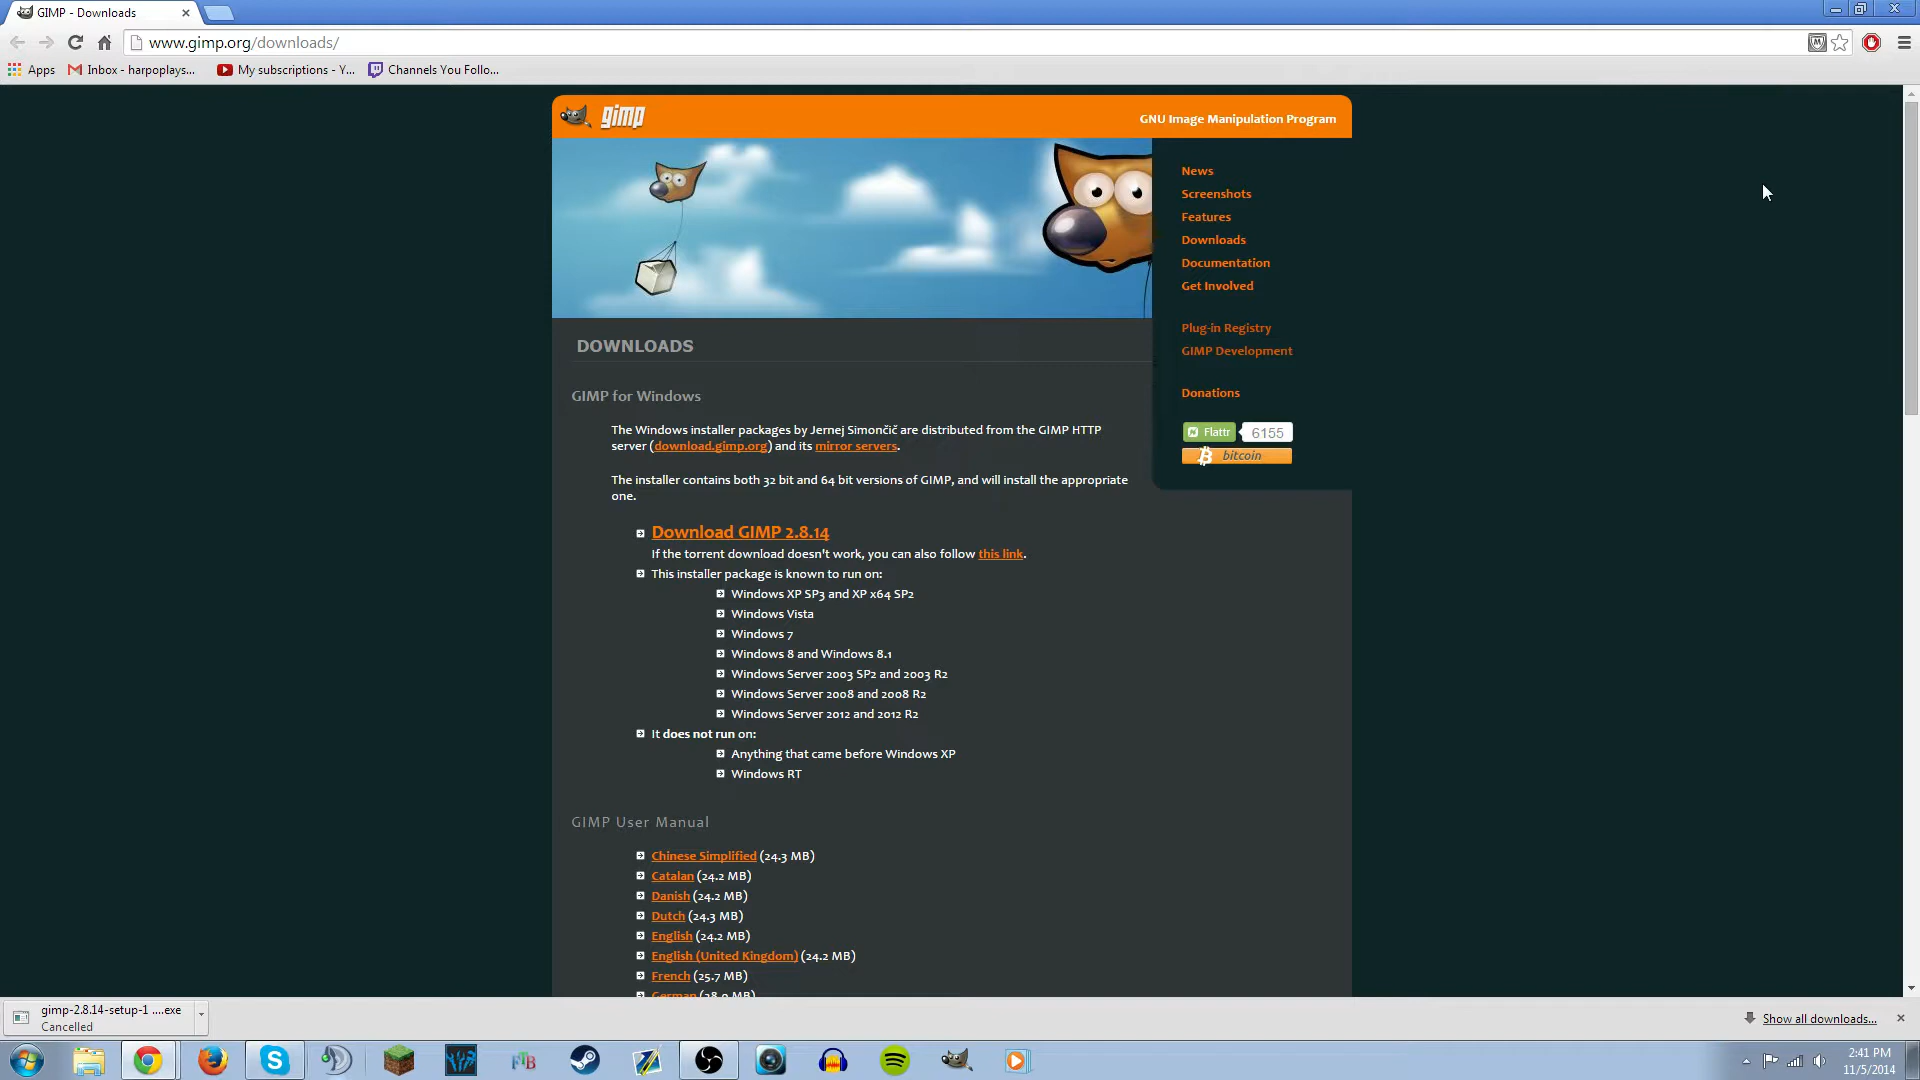 GIMP - Downloads
www.gimp.org/downloads/
Apps
Inbox - harpoplays...
My subscriptions - Y...
Channels You Follo...
gimp
GNU Image Manipulation Program
News
Screenshots
Features
Downloads
Documentation
Get Involved
Plug-in Registry
GIMP Development
Donations
Flattr
6155
bitcoin
DOWNLOADS
GIMP for Windows
The Windows installer packages by Jernej Simončič are distributed from the GIMP HTTP
server (download.gimp.org) and its mirror servers.
The installer contains both 32 bit and 64 bit versions of GIMP, and will install the appropriate
one.
Download GIMP 2.8.14
If the torrent download doesn't work, you can also follow this link.
This installer package is known to run on:
Windows XP SP3 and XP x64 SP2
Windows Vista
Windows 7
Windows 8 and Windows 8.1
Windows Server 2003 SP2 and 2003 R2
Windows Server 2008 and 2008 R2
Windows Server 2012 and 2012 R2
It does not run on:
Anything that came before Windows XP
Windows RT
GIMP User Manual
Chinese Simplified (24.3 MB)
Catalan (24.2 MB)
Danish (24.2 MB)
Dutch (24.3 MB)
English (24.2 MB)
English (United Kingdom) (24.2 MB)
French (25.7 MB)
German
gimp-2.8.14-setup-1 ....exe
Cancelled
Show all downloads...
2:41 PM
11/5/2014